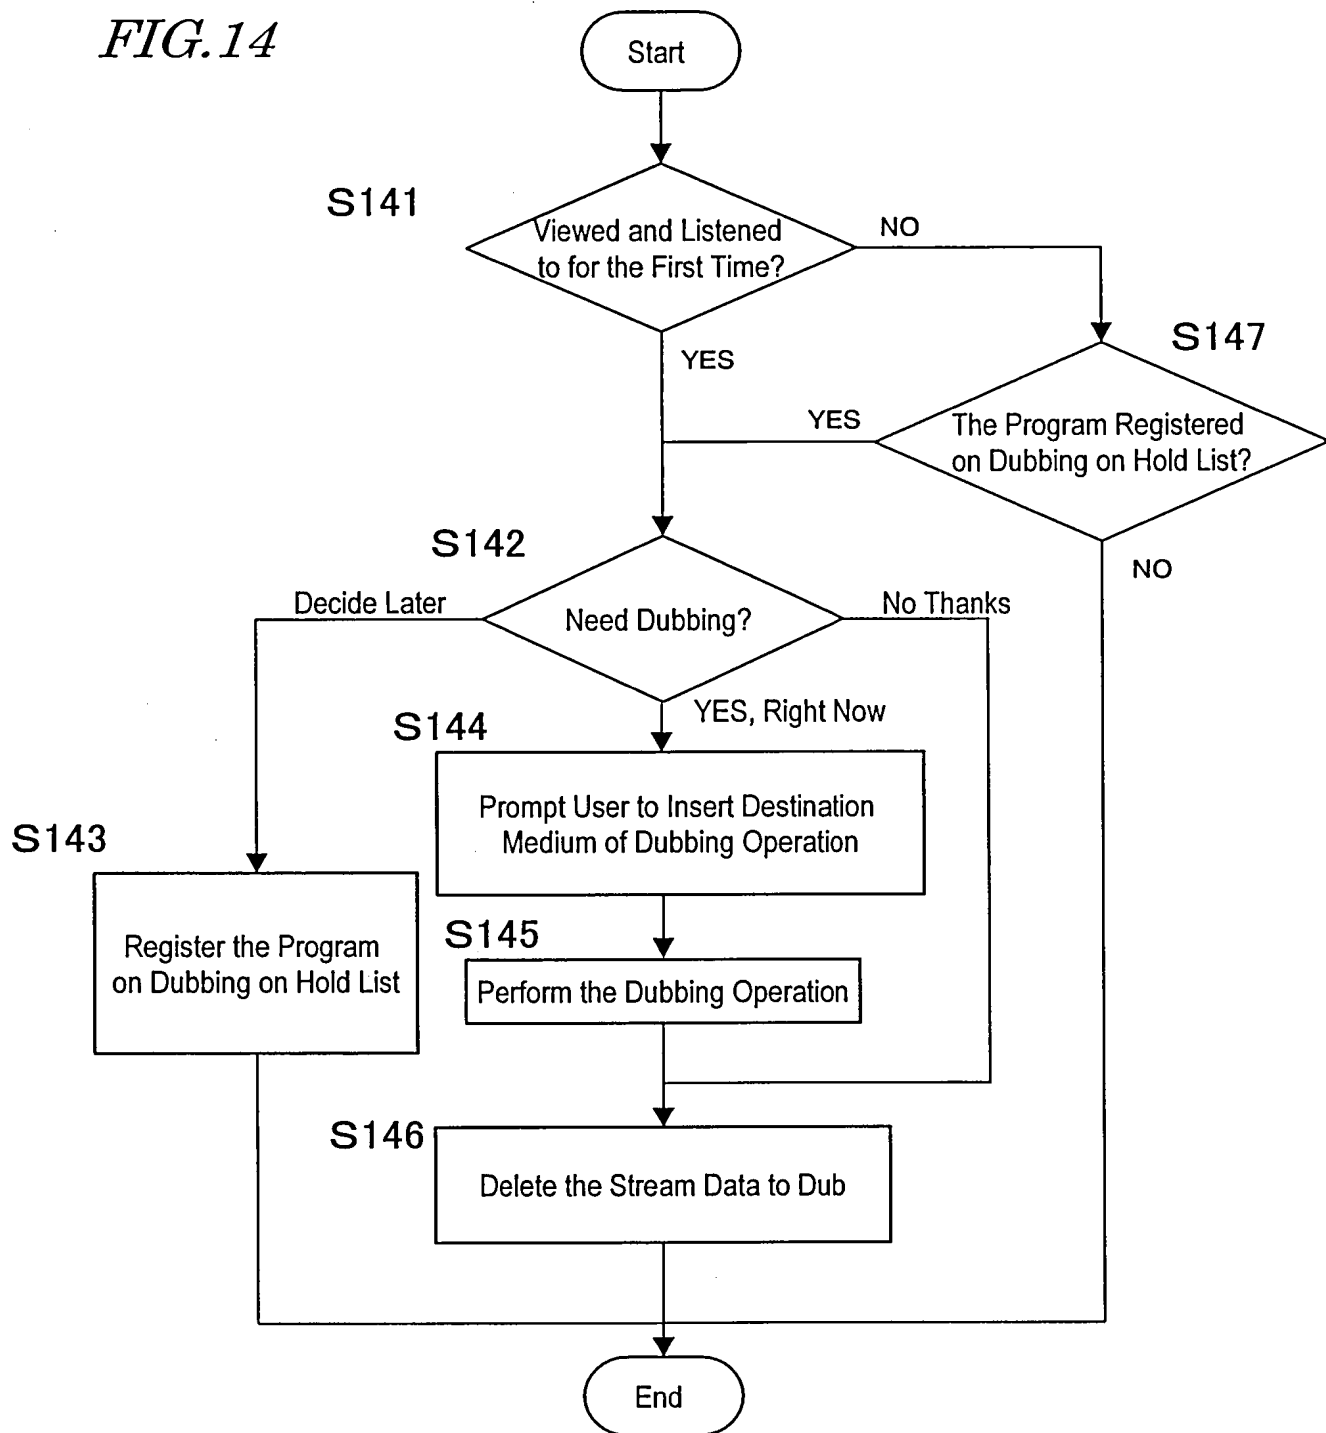 FIG.14
Start
S141
Viewed and Listened
to for the First Time?
NO
YES
S147
The Program Registered
on Dubbing on Hold List?
YES
NO
S142
Need Dubbing?
Decide Later
No Thanks
YES, Right Now
S144
Prompt User to Insert Destination
Medium of Dubbing Operation
S143
Register the Program
on Dubbing on Hold List
S145
Perform the Dubbing Operation
S146
Delete the Stream Data to Dub
End